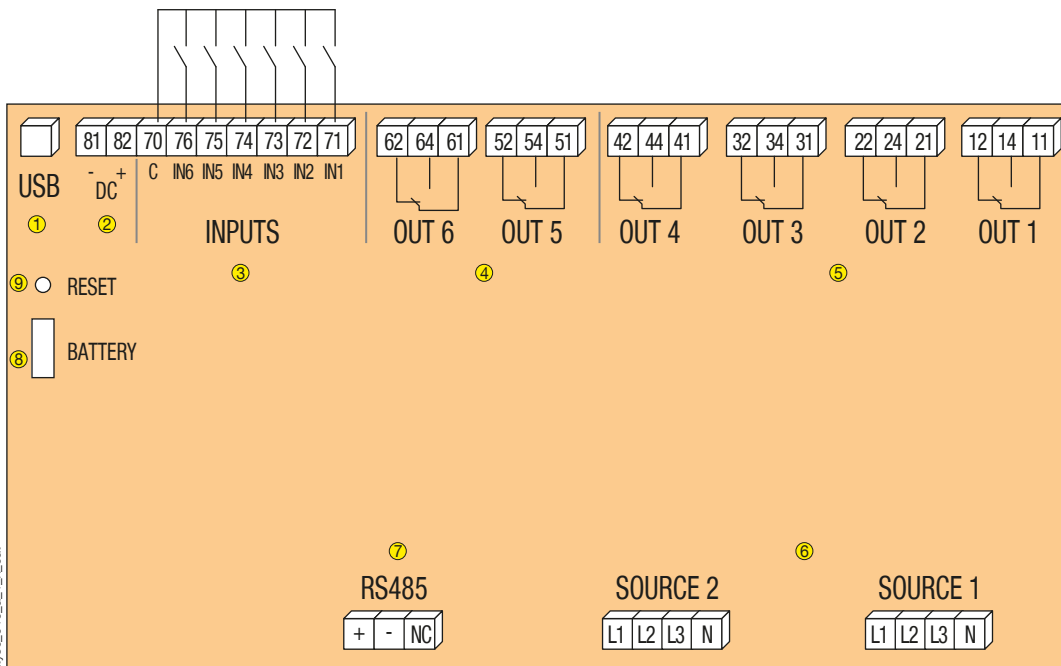 81 82 70 76 75 74 73 72 71 62 64 61 52 54 51 42 44 41 32 34 31 22 24 21 12 14 11
- + C IN6 IN5 IN4 IN3 IN2 IN1
USB DC
① ② INPUTS OUT 6 OUT 5 OUT 4 OUT 3 OUT 2 OUT 1
③ ④ ⑤
⑨ RESET
⑧ BATTERY
⑦ ⑥
RS485 SOURCE 2 SOURCE 1
+ - NC L1 L2 L3 N L1 L2 L3 N